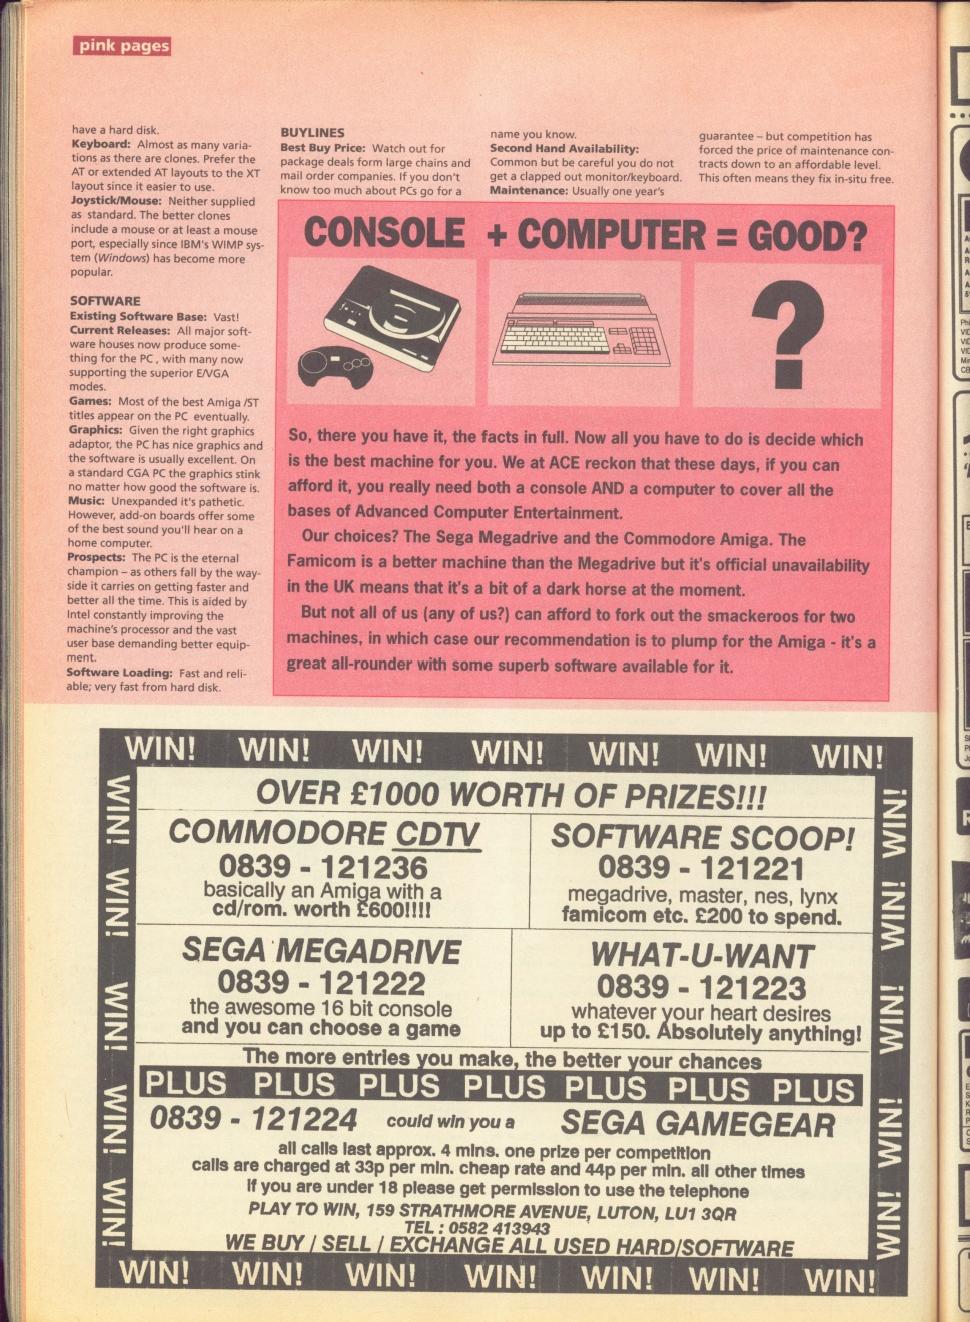 pink pages
have a hard disk.
Keyboard: Almost as many varia-
tions as there are clones. Prefer the
AT or extended AT layouts to the XT
layout since it easier to use.
Joystick/Mouse: Neither supplied
as standard. The better clones
include a mouse or at least a mouse
port, especially since IBM's WIMP sys-
tem (Windows) has become more
popular.
SOFTWARE
Existing Software Base: Vast!
Current Releases: All major soft-
ware houses now produce some-
thing for the PC , with many now
supporting the superior E/VGA
modes.
Games: Most of the best Amiga /ST
titles appear on the PC eventually.
Graphics: Given the right graphics
adaptor, the PC has nice graphics and
the software is usually excellent. On
a standard CGA PC the graphics stink
no matter how good the software is.
Music: Unexpanded it's pathetic.
However, add-on boards offer some
of the best sound you'll hear on a
home computer.
Prospects: The PC is the eternal
champion – as others fall by the way-
side it carries on getting faster and
better all the time. This is aided by
Intel constantly improving the
machine's processor and the vast
user base demanding better equip-
ment.
Software Loading: Fast and reli-
able; very fast from hard disk.
BUYLINES
Best Buy Price: Watch out for
package deals form large chains and
mail order companies. If you don't
know too much about PCs go for a
name you know.
Second Hand Availability:
Common but be careful you do not
get a clapped out monitor/keyboard.
Maintenance: Usually one year's
guarantee – but competition has
forced the price of maintenance con-
tracts down to an affordable level.
This often means they fix in-situ free.
CONSOLE + COMPUTER = GOOD?
?
So, there you have it, the facts in full. Now all you have to do is decide which
is the best machine for you. We at ACE reckon that these days, if you can
afford it, you really need both a console AND a computer to cover all the
bases of Advanced Computer Entertainment.
Our choices? The Sega Megadrive and the Commodore Amiga. The
Famicom is a better machine than the Megadrive but it's official unavailability
in the UK means that it's a bit of a dark horse at the moment.
But not all of us (any of us?) can afford to fork out the smackeroos for two
machines, in which case our recommendation is to plump for the Amiga - it's a
great all-rounder with some superb software available for it.
WIN! WIN! WIN! WIN! WIN! WIN! WIN!
WIN! WIN! WIN! WIN! WIN!
OVER £1000 WORTH OF PRIZES!!!
COMMODORE CDTV
0839 - 121236
basically an Amiga with a
cd/rom. worth £600!!!!
SOFTWARE SCOOP!
0839 - 121221
megadrive, master, nes, lynx
famicom etc. £200 to spend.
SEGA MEGADRIVE
0839 - 121222
the awesome 16 bit console
and you can choose a game
WHAT-U-WANT
0839 - 121223
whatever your heart desires
up to £150. Absolutely anything!
The more entries you make, the better your chances
PLUS PLUS PLUS PLUS PLUS PLUS PLUS
0839 - 121224 could win you a SEGA GAMEGEAR
all calls last approx. 4 mins. one prize per competition
calls are charged at 33p per min. cheap rate and 44p per min. all other times
If you are under 18 please get permission to use the telephone
PLAY TO WIN, 159 STRATHMORE AVENUE, LUTON, LU1 3QR
TEL : 0582 413943
WE BUY / SELL / EXCHANGE ALL USED HARD/SOFTWARE
WIN! WIN! WIN! WIN! WIN!
WIN! WIN! WIN! WIN! WIN! WIN! WIN!